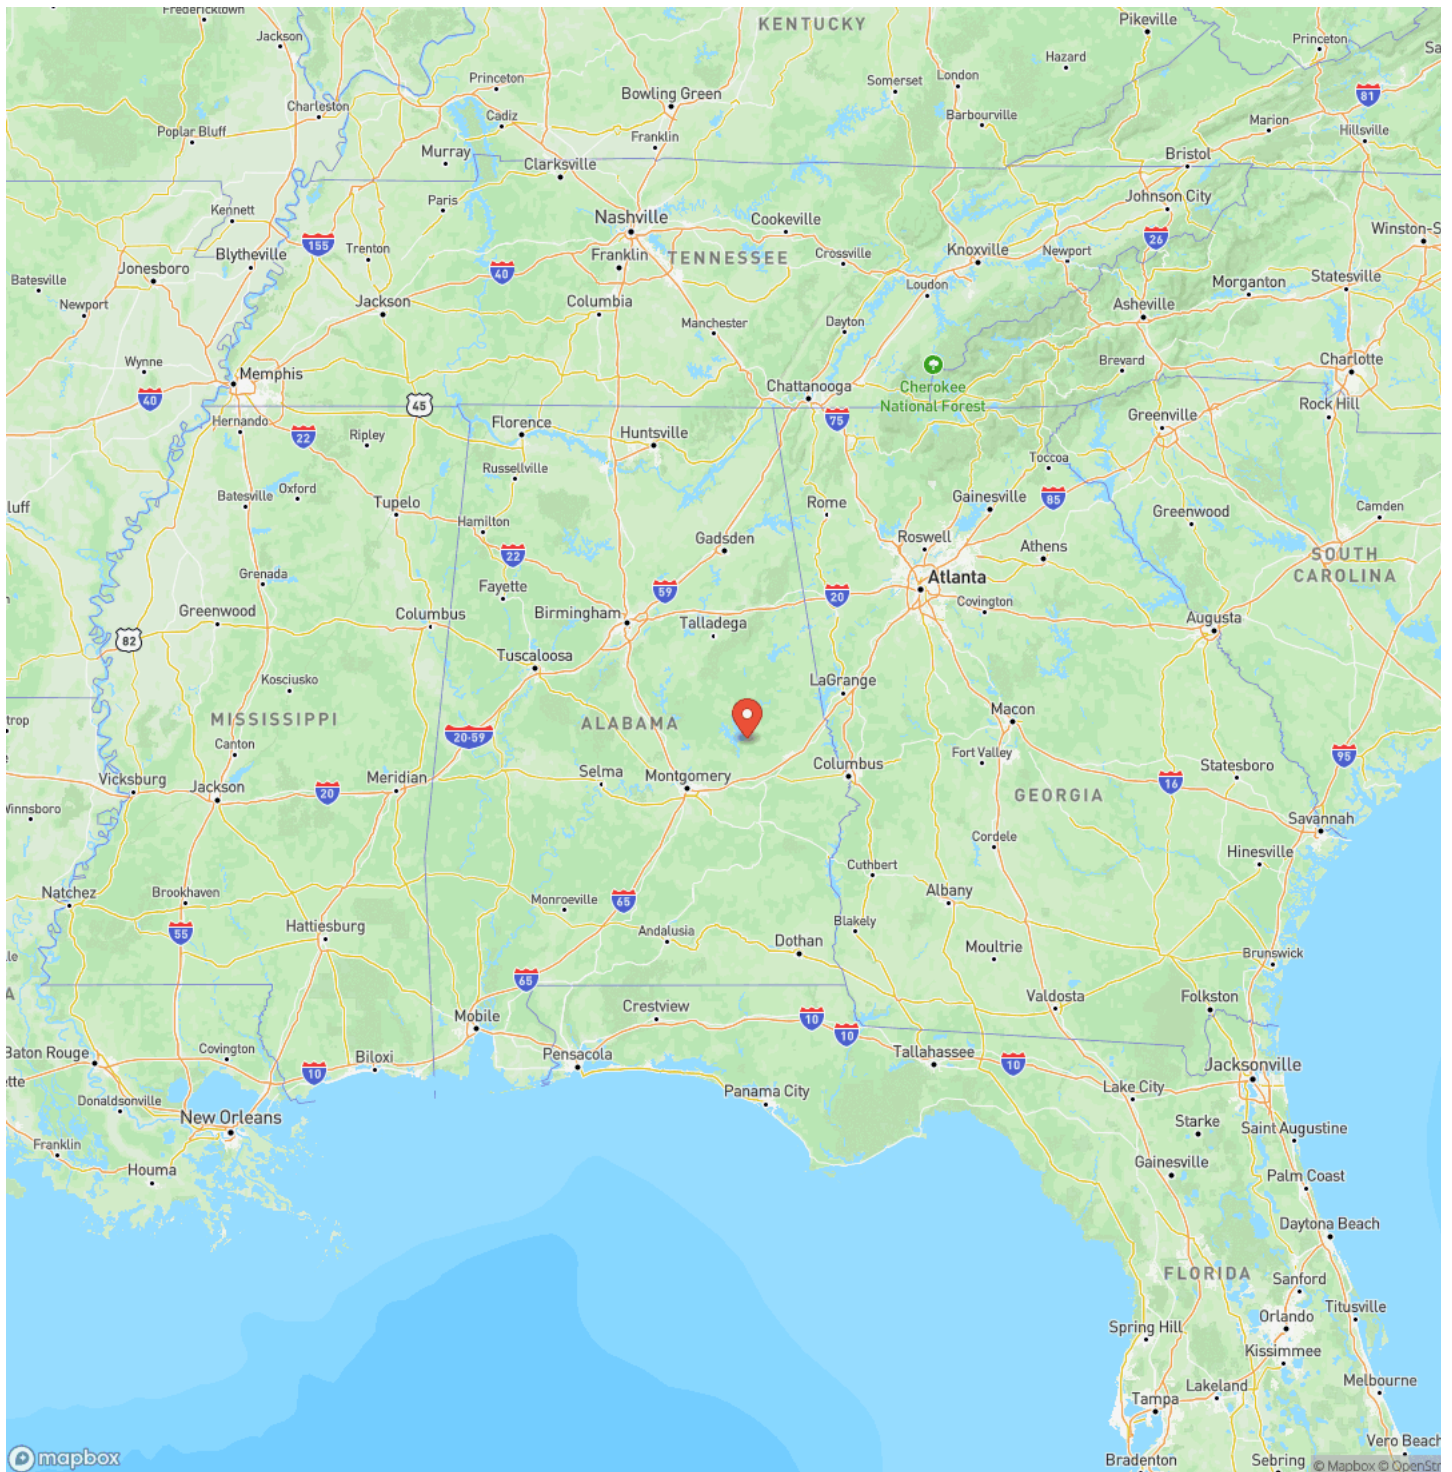 Fredericktown
KENTUCKY
Pikeville
Jackson
Princeton
Hazard
Princeton
Somerset
London
Bowling Green
81
Charleston
Cadiz
Barbourville
Marion
Poplar Bluff
Franklin
Hillsville
Murray
Clarksville
Bristol
Paris
Johnson City
Kennett
Nashville
Cookeville
Winston-S
155
Trenton
26
Blytheville
Franklin
TENNESSEE
Crossville
Knoxville
Newport
Jonesboro
40
Batesville
Loudon
Morganton
Statesville
Newport
Jackson
Columbia
Asheville
Manchester
Dayton
Wynne
Brevard
Charlotte
Memphis
Chattanooga
Cherokee
National Forest
40
45
Rock Hill
Hernando
22
Ripley
Florence
Huntsville
75
Greenville
Russellville
Toccoa
luff
Batesville
Oxford
Tupelo
Rome
Gainesville
85
Greenwood
Camden
Hamilton
Gadsden
Roswell
Athens
22
SOUTH
CAROLINA
Grenada
Fayette
59
20
Atlanta
Covington
Greenwood
Columbus
Birmingham
Talladega
Augusta
82
Tuscaloosa
Kosciusko
LaGrange
trop
MISSISSIPPI
ALABAMA
Macon
20-59
Canton
Fort Valley
95
Vicksburg
Jackson
Meridian
Selma
Montgomery
Columbus
Statesboro
20
16
Winnsboro
GEORGIA
Savannah
Cordele
Hinesville
Cuthbert
Natchez
Brookhaven
Monroeville
65
Albany
Hattiesburg
55
Andalusia
Dothan
Blakely
Moultrie
Brunswick
le
65
A
Crestview
Valdosta
Folkston
Mobile
10
10
Baton Rouge
Covington
Biloxi
Pensacola
Tallahassee
10
Jacksonville
10
ette
Donaldsonville
Panama City
Lake City
New Orleans
Starke
Saint Augustine
Franklin
Gainesville
Houma
Palm Coast
Daytona Beach
FLORIDA
Sanford
Titusville
Orlando
Spring Hill
Kissimmee
Melbourne
Lakeland
Tampa
Vero Beach
mapbox
Bradenton
Sebring
© Mapbox © OpenStr